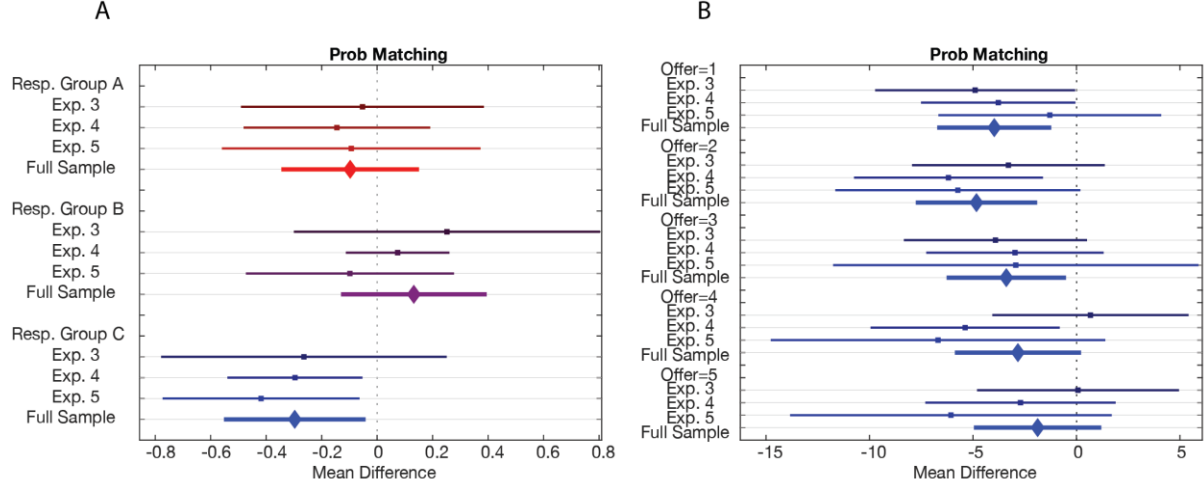 A
Prob Matching
Resp. Group A
Exp. 3
Exp. 4
Exp. 5
Full Sample
Resp. Group B
Exp. 3
Exp. 4
Exp. 5
Full Sample
Resp. Group C
Exp. 3
Exp. 4
Exp. 5
Full Sample
-0.8 -0.6 -0.4 -0.2 0 0.2 0.4 0.6 0.8
Mean Difference
B
Prob Matching
Offer=1
Exp. 3
Exp. 4
Exp. 5
Full Sample
Offer=2
Exp. 3
Exp. 4
Exp. 5
Full Sample
Offer=3
Exp. 3
Exp. 4
Exp. 5
Full Sample
Offer=4
Exp. 3
Exp. 4
Exp. 5
Full Sample
Offer=5
Exp. 3
Exp. 4
Exp. 5
Full Sample
-15 -10 -5 0 5
Mean Difference